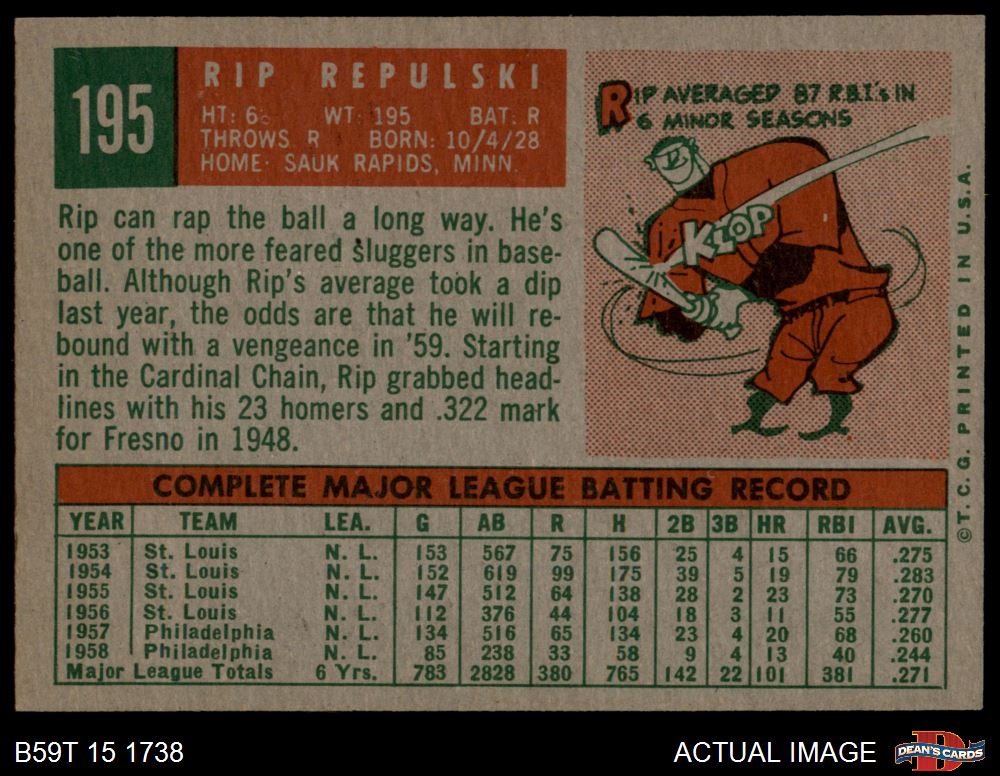 195
RIP REPULSKI
HT: 6 WT: 195 BAT: R
THROWS R BORN: 10/4/28
HOME: SAUK RAPIDS, MINN.
RIP AVERAGED 87 R.B.I.'s IN
6 MINOR SEASONS
KLOP
Rip can rap the ball a long way. He's
one of the more feared sluggers in base-
ball. Although Rip's average took a dip
last year, the odds are that he will re-
bound with a vengeance in '59. Starting
in the Cardinal Chain, Rip grabbed head-
lines with his 23 homers and .322 mark
for Fresno in 1948.
© T. C. G. PRINTED IN U.S.A.
COMPLETE MAJOR LEAGUE BATTING RECORD
YEAR TEAM LEA. G AB R H 2B 3B HR RBI AVG.
1953 St. Louis N. L. 153 567 75 156 25 4 15 66 .275
1954 St. Louis N. L. 152 619 99 175 39 5 19 79 .283
1955 St. Louis N. L. 147 512 64 138 28 2 23 73 .270
1956 St. Louis N. L. 112 376 44 104 18 3 11 55 .277
1957 Philadelphia N. L. 134 516 65 134 23 4 20 68 .260
1958 Philadelphia N. L. 85 238 33 58 9 4 13 40 .244
Major League Totals 6 Yrs. 783 2828 380 765 142 22 101 381 .271
B59T 15 1738
ACTUAL IMAGE
DEAN'S CARDS